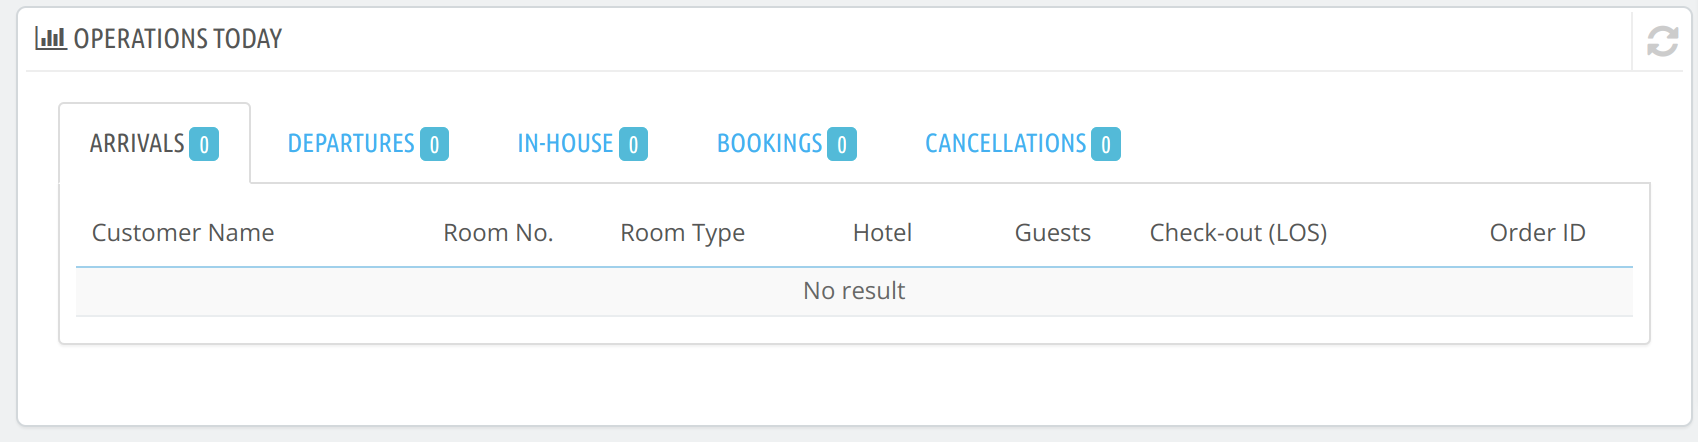 OPERATIONS TODAY
ARRIVALS 0 DEPARTURES 0 IN-HOUSE 0 BOOKINGS 0 CANCELLATIONS 0
Customer Name Room No. Room Type Hotel Guests Check-out (LOS) Order ID
No result